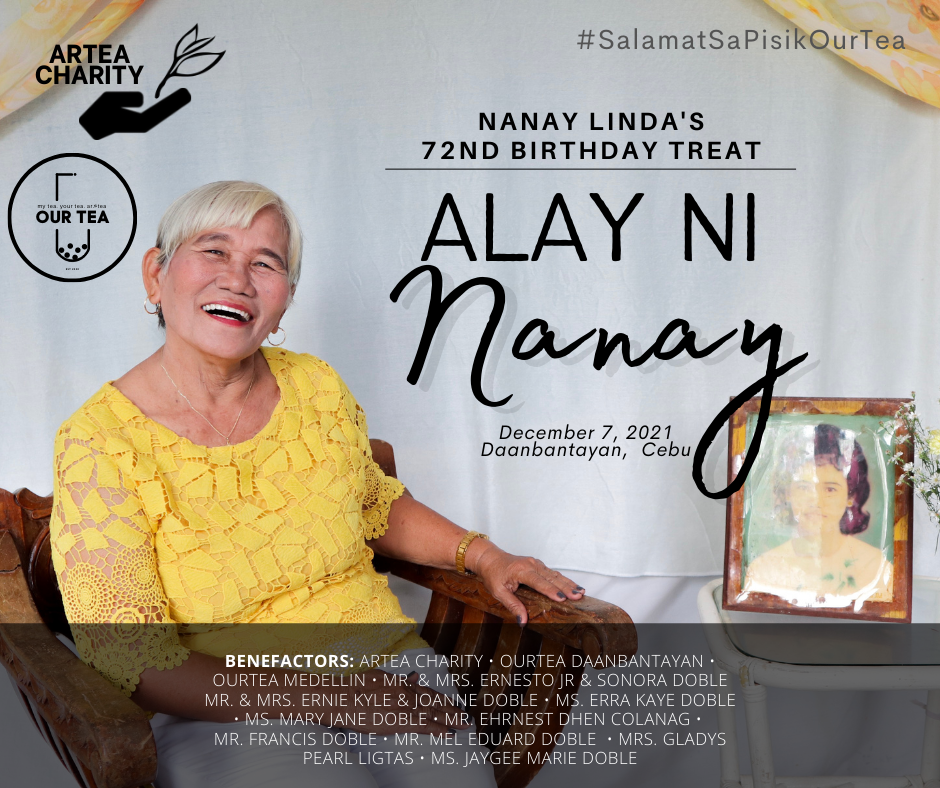 ARTEA
CHARITY
#SalamatSaPisikOurTea
my tea. your tea. ar•tea
OUR TEA
NANAY LINDA'S
72ND BIRTHDAY TREAT
ALAY NI
Nanay
December 7, 2021
Daanbantayan, Cebu
BENEFACTORS: ARTEA CHARITY • OURTEA DAANBANTAYAN •
OURTEA MEDELLIN • MR. & MRS. ERNESTO JR & SONORA DOBLE
MR. & MRS. ERNIE KYLE & JOANNE DOBLE • MS. ERRA KAYE DOBLE
• MS. MARY JANE DOBLE • MR. EHRNEST DHEN COLANAG •
MR. FRANCIS DOBLE • MR. MEL EDUARD DOBLE • MRS. GLADYS
PEARL LIGTAS • MS. JAYGEE MARIE DOBLE